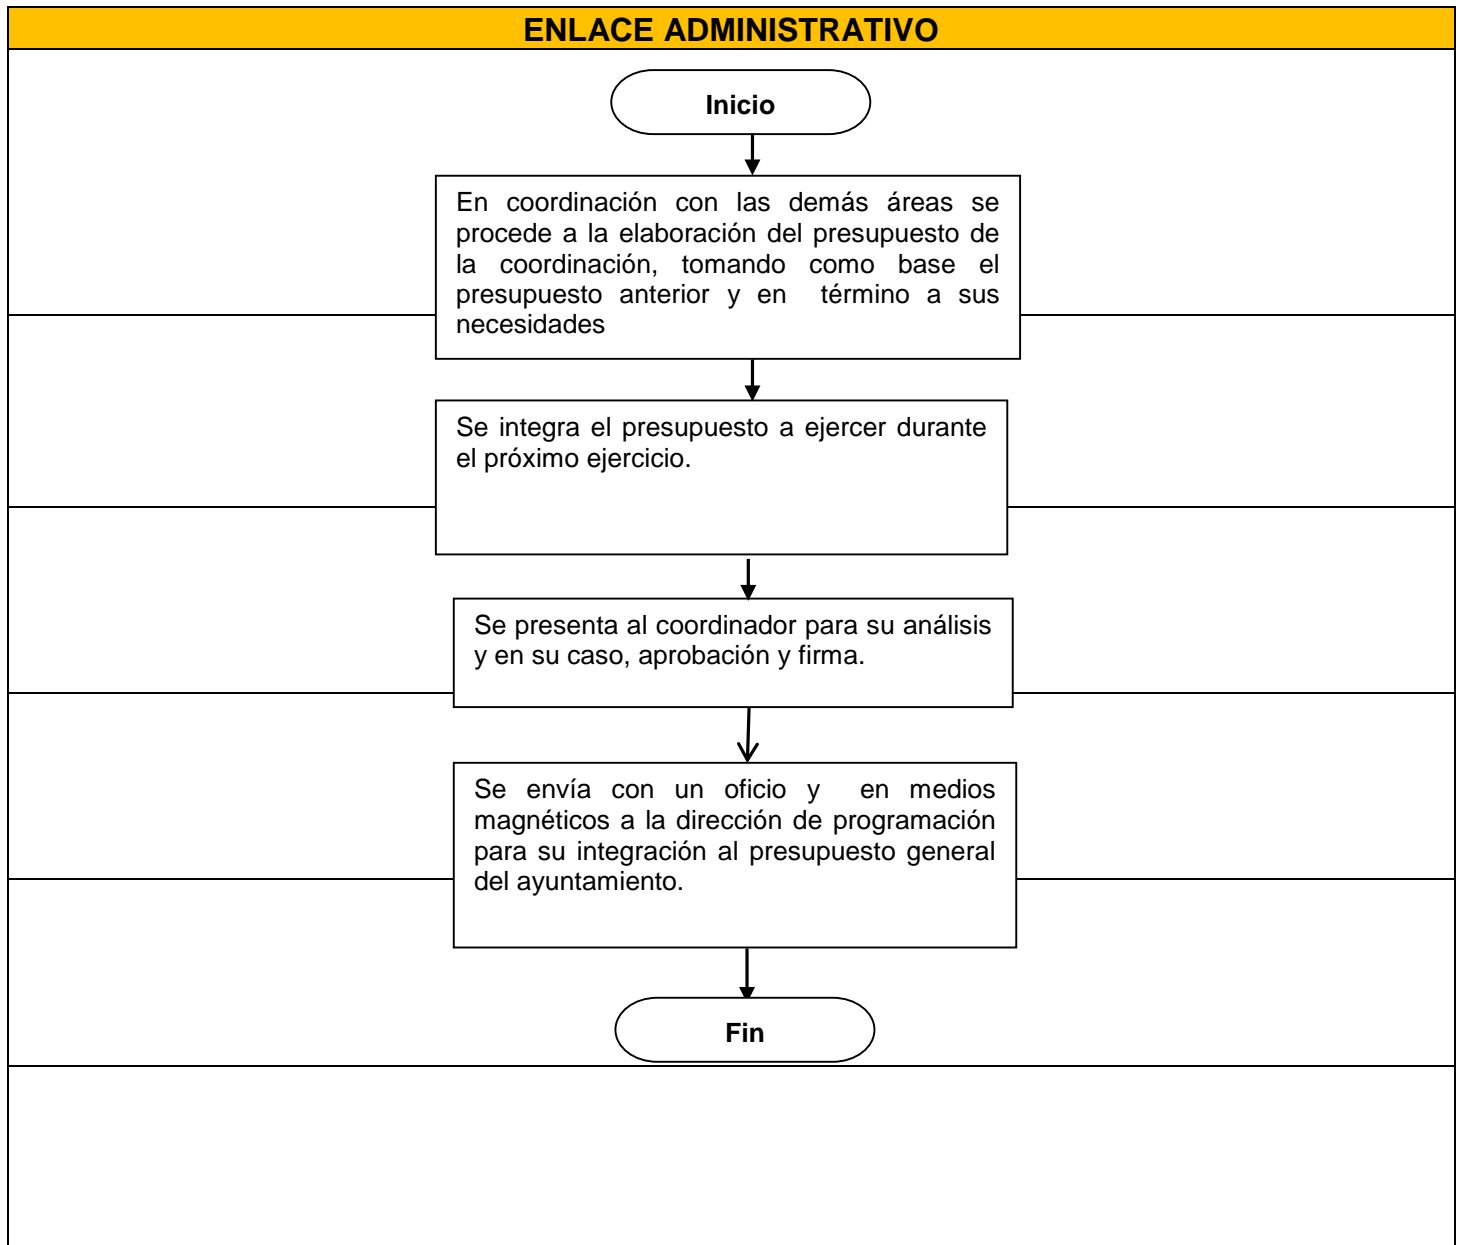 ENLACE ADMINISTRATIVO
Inicio
En coordinación con las demás áreas se
procede a la elaboración del presupuesto de
la coordinación, tomando como base el
presupuesto anterior y en término a sus
necesidades
Se integra el presupuesto a ejercer durante
el próximo ejercicio.
Se presenta al coordinador para su análisis
y en su caso, aprobación y firma.
Se envía con un oficio y en medios
magnéticos a la dirección de programación
para su integración al presupuesto general
del ayuntamiento.
Fin